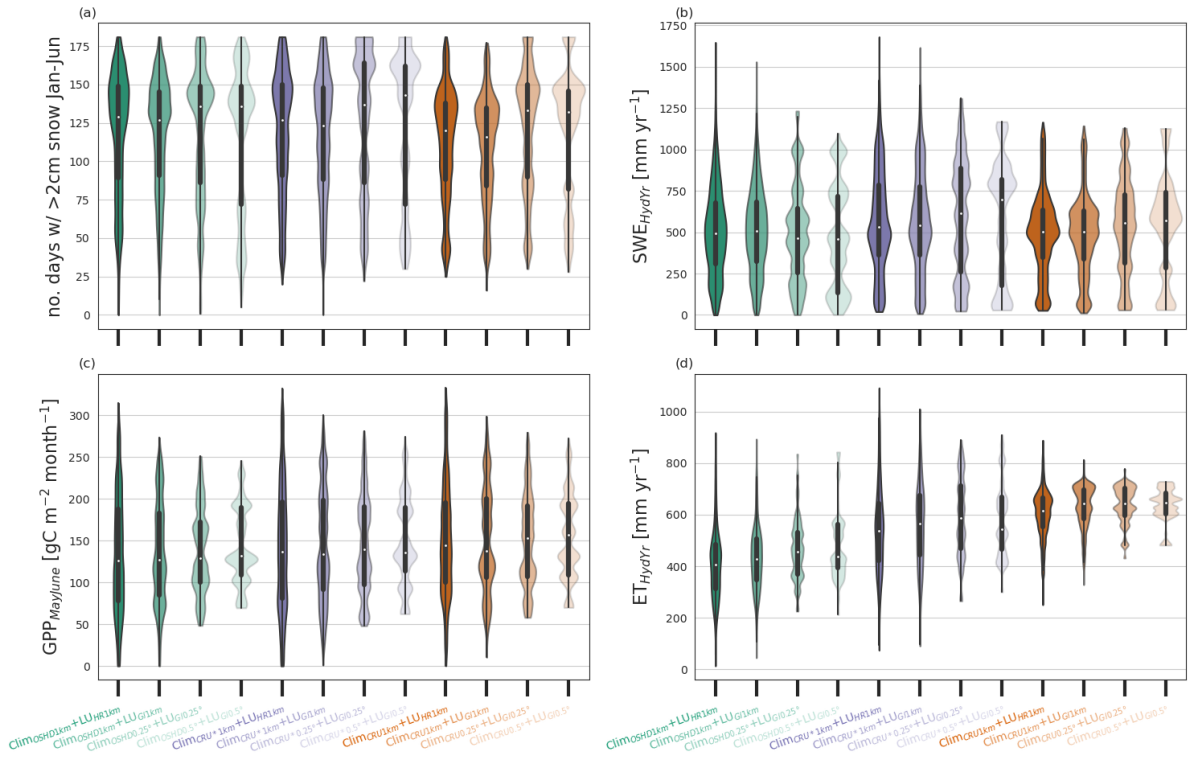 (a)
no. days w/ >2cm snow Jan-Jun
175
150
125
100
75
50
25
0
(b)
SWE_HydYr [mm yr⁻¹]
1750
1500
1250
1000
750
500
250
0
(c)
GPP_MayJune [gC m⁻² month⁻¹]
300
250
200
150
100
50
0
(d)
ET_HydYr [mm yr⁻¹]
1000
800
600
400
200
0
Clim_OSHD1km+LU_HR1km
Clim_OSHD1km+LU_GI1km
Clim_OSHD0.25°+LU_GI0.25°
Clim_OSHD0.5°+LU_GI0.5°
Clim_CRU*1km+LU_HR1km
Clim_CRU*1km+LU_GI1km
Clim_CRU*0.25°+LU_GI0.25°
Clim_CRU*0.5°+LU_GI0.5°
Clim_CRU1km+LU_HR1km
Clim_CRU1km+LU_GI1km
Clim_CRU0.25°+LU_GI0.25°
Clim_CRU0.5°+LU_GI0.5°
Clim_OSHD1km+LU_HR1km
Clim_OSHD1km+LU_GI1km
Clim_OSHD0.25°+LU_GI0.25°
Clim_OSHD0.5°+LU_GI0.5°
Clim_CRU*1km+LU_HR1km
Clim_CRU*1km+LU_GI1km
Clim_CRU*0.25°+LU_GI0.25°
Clim_CRU*0.5°+LU_GI0.5°
Clim_CRU1km+LU_HR1km
Clim_CRU1km+LU_GI1km
Clim_CRU0.25°+LU_GI0.25°
Clim_CRU0.5°+LU_GI0.5°